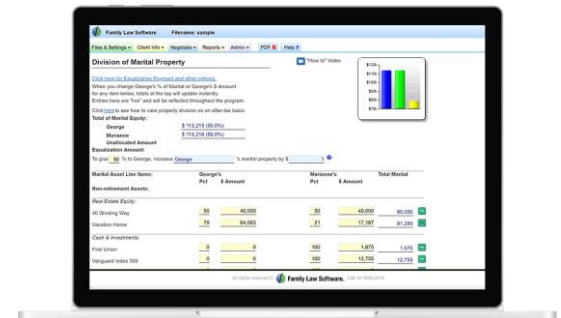 Family Law Software Filename: sample
Files & Settings Client Info Negotiate Reports Admin PDF Help ?
Division of Marital Property
"How to" Video
Click here for Equalization Payment and other options.
When you change George's % of Marital or George's $ Amount
for any item below, totals at the top will update instantly.
Entries here are "live" and will be reflected throughout the program.
Click here to see how to view property division on an after-tax basis.
Total of Marital Equity:
George $ 113,216 (50.0%)
Marianne $ 113,216 (50.0%)
Unallocated Amount
Equalization Amount:
To give 50 % to George, increase George 's marital property by $ 1
Marital Asset Line Items: George's Marianne's Total Marital
Pct $ Amount Pct $ Amount
Non-retirement Assets:
Real Estate Equity:
40 Winding Way 50 40,000 50 40,000 80,000
Vacation Home 79 64,063 21 17,187 81,250
Cash & Investments:
First Union 0 0 100 1,875 1,875
Vanguard Index 500 0 0 100 12,755 12,755
All rights reserved © Family Law Software.